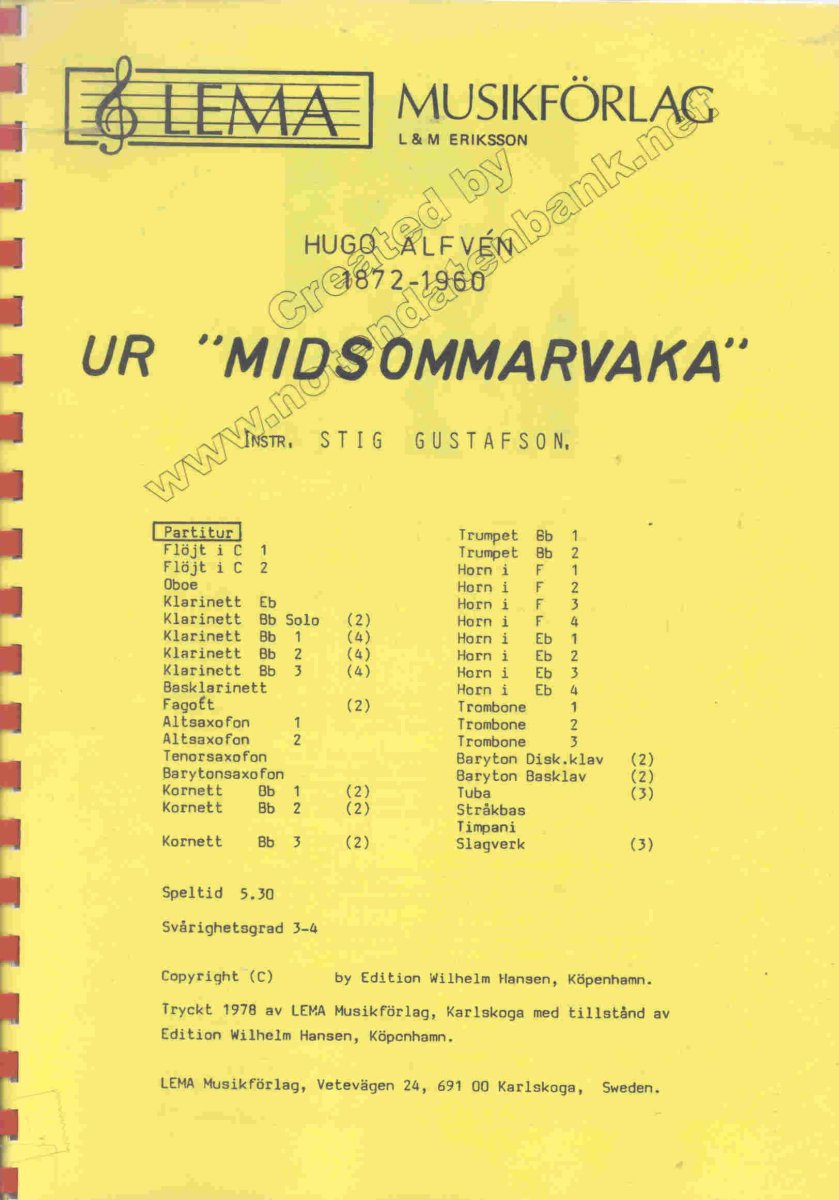 LEMA MUSIKFÖRLAG
L & M ERIKSSON
HUGO ALFVÉN
1872-1960
UR "MIDSOMMARVAKA"
INSTR. STIG GUSTAFSON.
Partitur
Flöjt i C 1
Flöjt i C 2
Oboe
Klarinett Eb
Klarinett Bb Solo (2)
Klarinett Bb 1 (4)
Klarinett Bb 2 (4)
Klarinett Bb 3 (4)
Basklarinett
Fagott (2)
Altsaxofon 1
Altsaxofon 2
Tenorsaxofon
Barytonsaxofon
Kornett Bb 1 (2)
Kornett Bb 2 (2)
Kornett Bb 3 (2)
Trumpet Bb 1
Trumpet Bb 2
Horn i F 1
Horn i F 2
Horn i F 3
Horn i F 4
Horn i Eb 1
Horn i Eb 2
Horn i Eb 3
Horn i Eb 4
Trombone 1
Trombone 2
Trombone 3
Baryton Disk.klav (2)
Baryton Basklav (2)
Tuba (3)
Stråkbas
Timpani
Slagverk (3)
Speltid 5.30
Svårighetsgrad 3-4
Copyright (C) by Edition Wilhelm Hansen, Köpenhamn.
Tryckt 1978 av LEMA Musikförlag, Karlskoga med tillstånd av
Edition Wilhelm Hansen, Köpenhamn.
LEMA Musikförlag, Vetevägen 24, 691 00 Karlskoga, Sweden.
Created by
www.notendatenbank.net